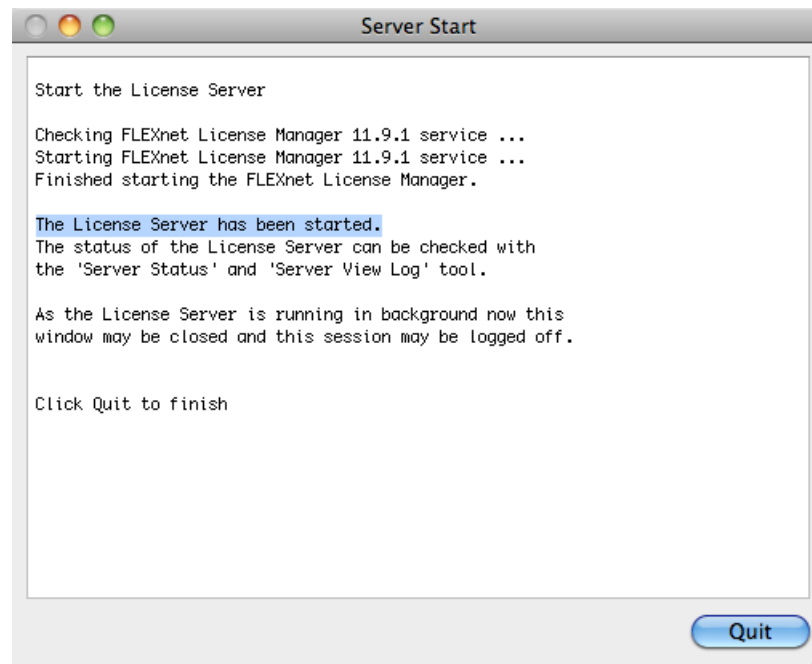 Server Start
Start the License Server
Checking FLEXnet License Manager 11.9.1 service ...
Starting FLEXnet License Manager 11.9.1 service ...
Finished starting the FLEXnet License Manager.
The License Server has been started.
The status of the License Server can be checked with
the 'Server Status' and 'Server View Log' tool.
As the License Server is running in background now this
window may be closed and this session may be logged off.
Click Quit to finish
Quit